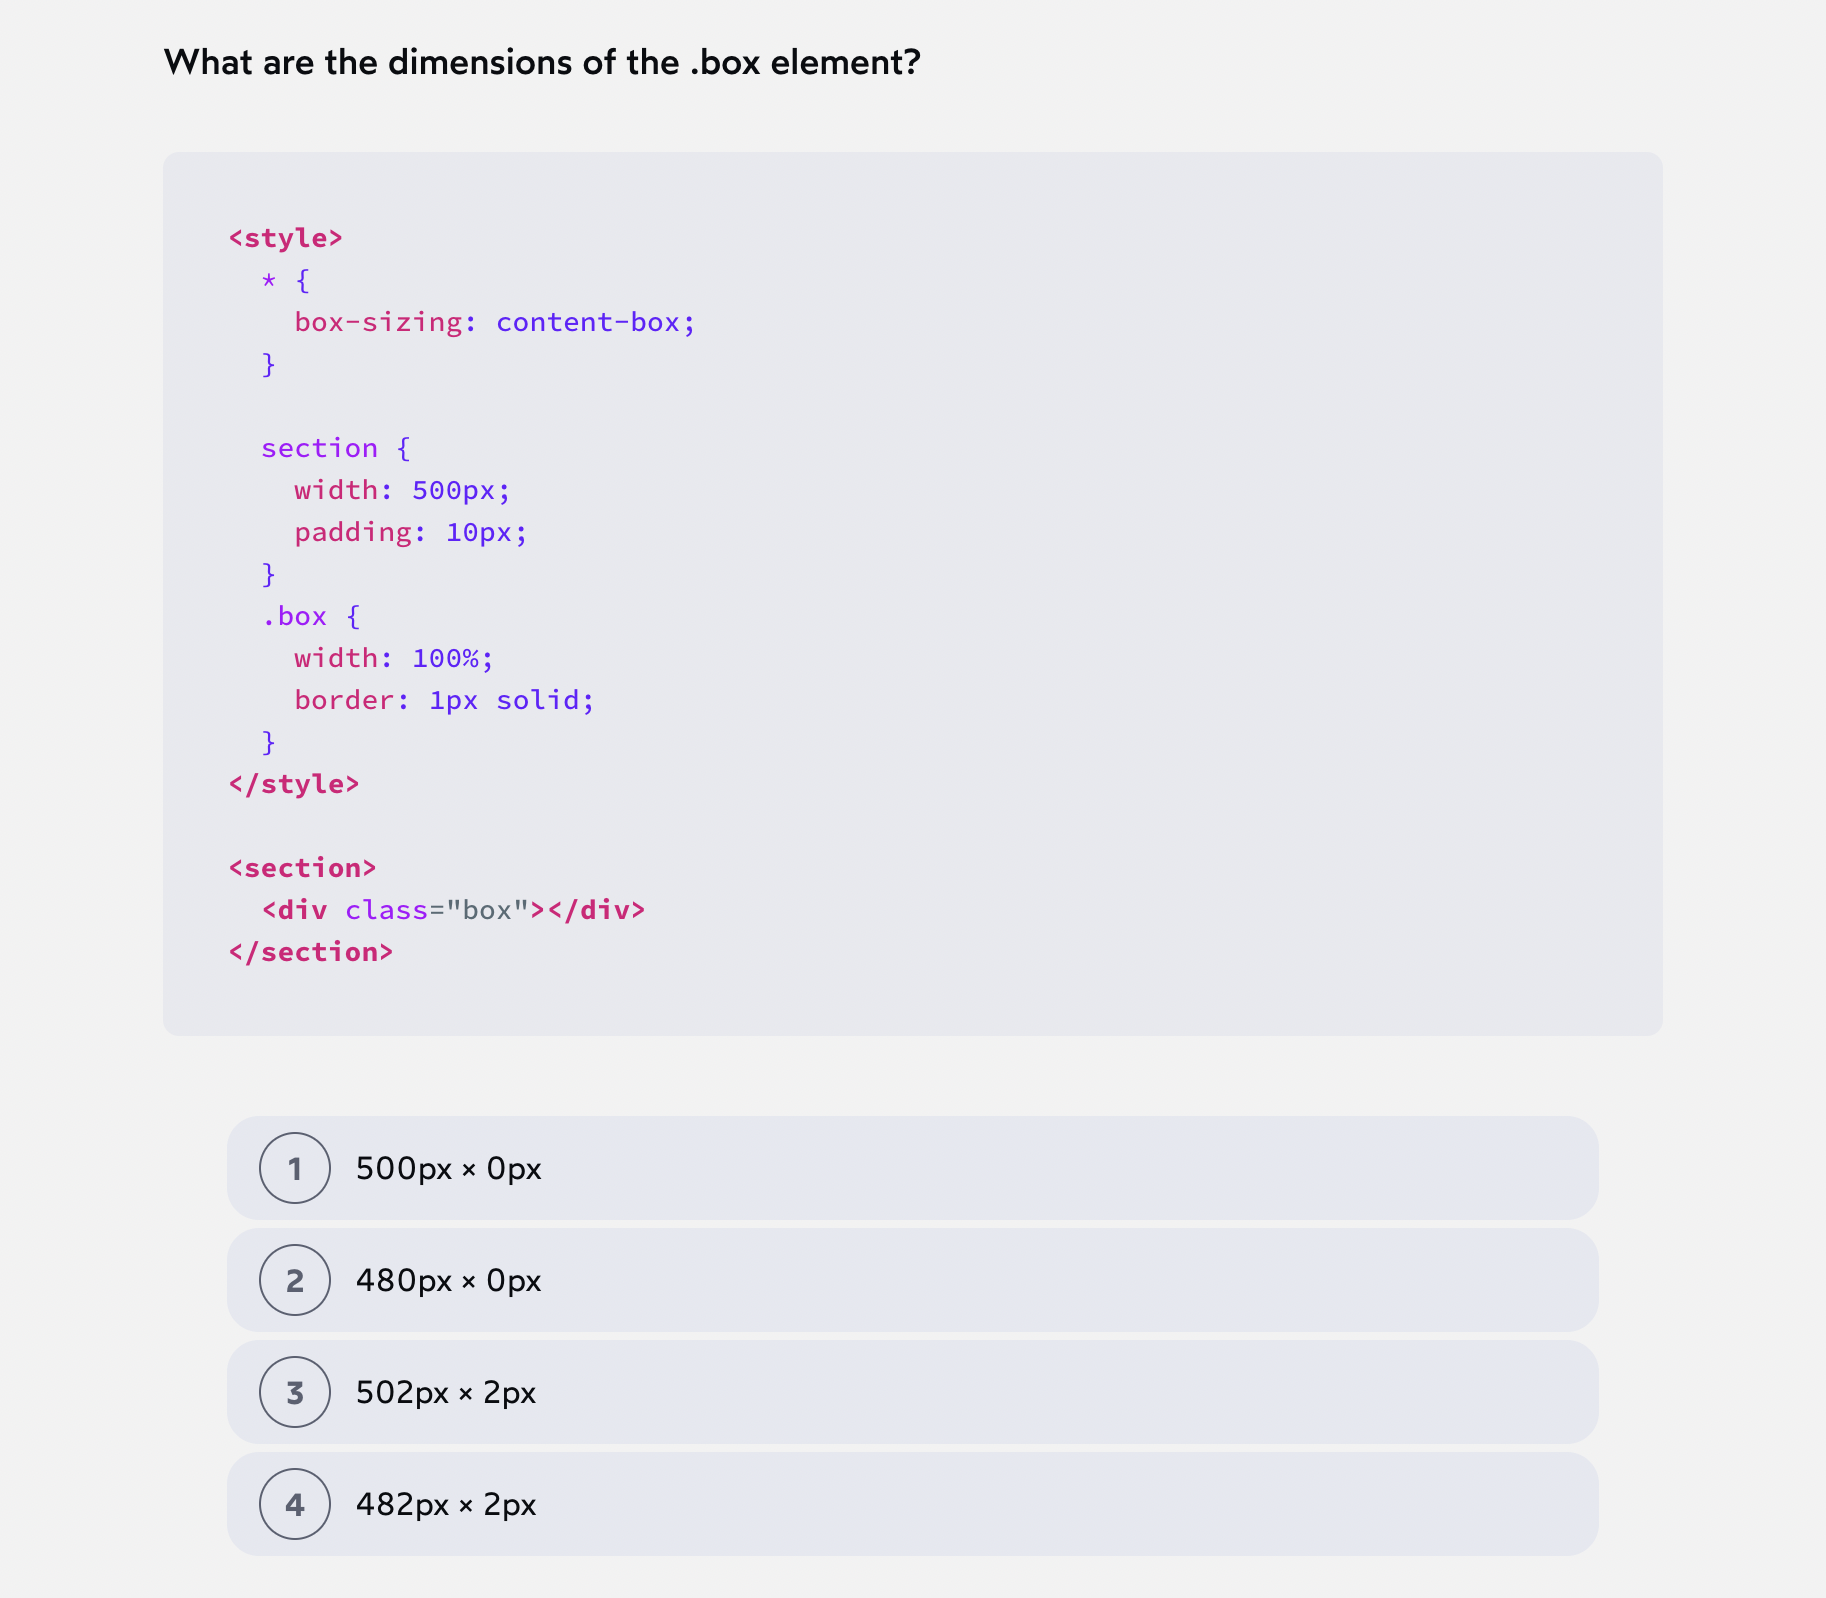 What are the dimensions of the .box element?
<style>
  * {
    box-sizing: content-box;
  }

  section {
    width: 500px;
    padding: 10px;
  }
  .box {
    width: 100%;
    border: 1px solid;
  }
</style>

<section>
  <div class="box"></div>
</section>
1 500px × 0px
2 480px × 0px
3 502px × 2px
4 482px × 2px